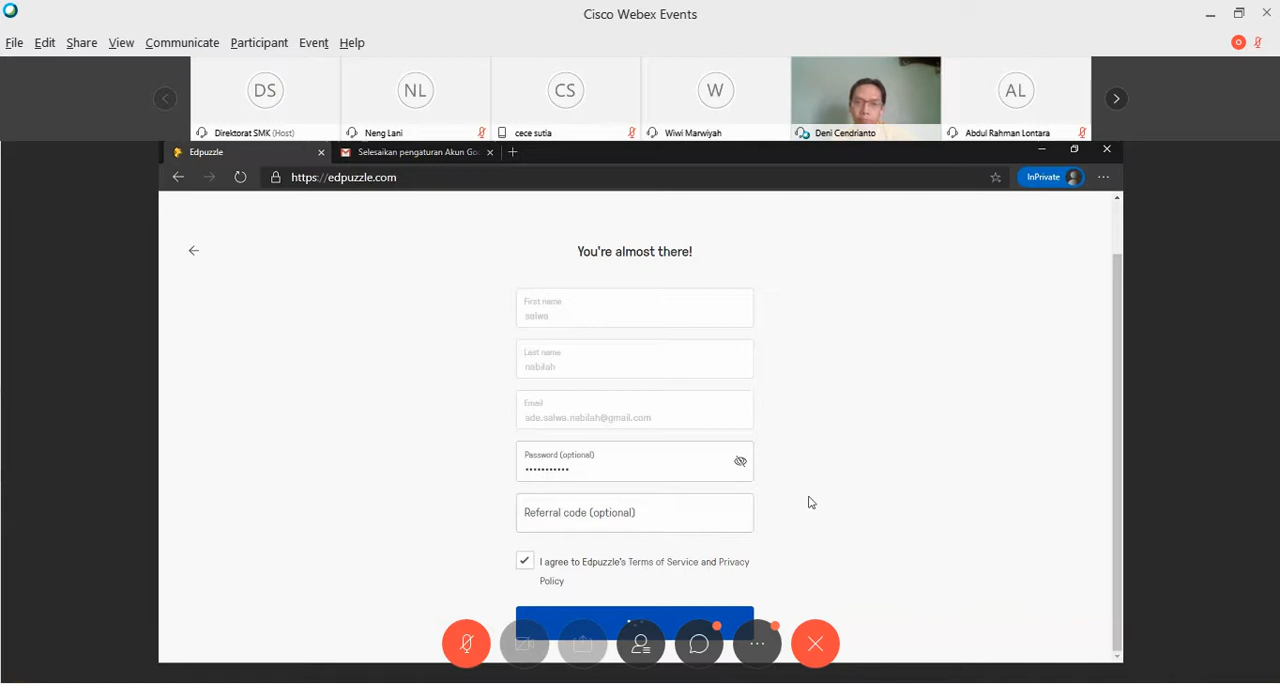 Cisco Webex Events
File Edit Share View Communicate Participant Event Help
DS NL CS W AL
Direktorat SMK (Host) Neng Lani cece sutia Wiwi Marwiyah Deni Cendrianto Abdul Rahman Lontara
Edpuzzle Selesaikan pengaturan Akun Goo
https://edpuzzle.com InPrivate
You're almost there!
First name
salwa
Last name
nabilah
Email
ade.salwa.nabilah@gmail.com
Password (optional)
•••••••••••
Referral code (optional)
I agree to Edpuzzle's Terms of Service and Privacy
Policy